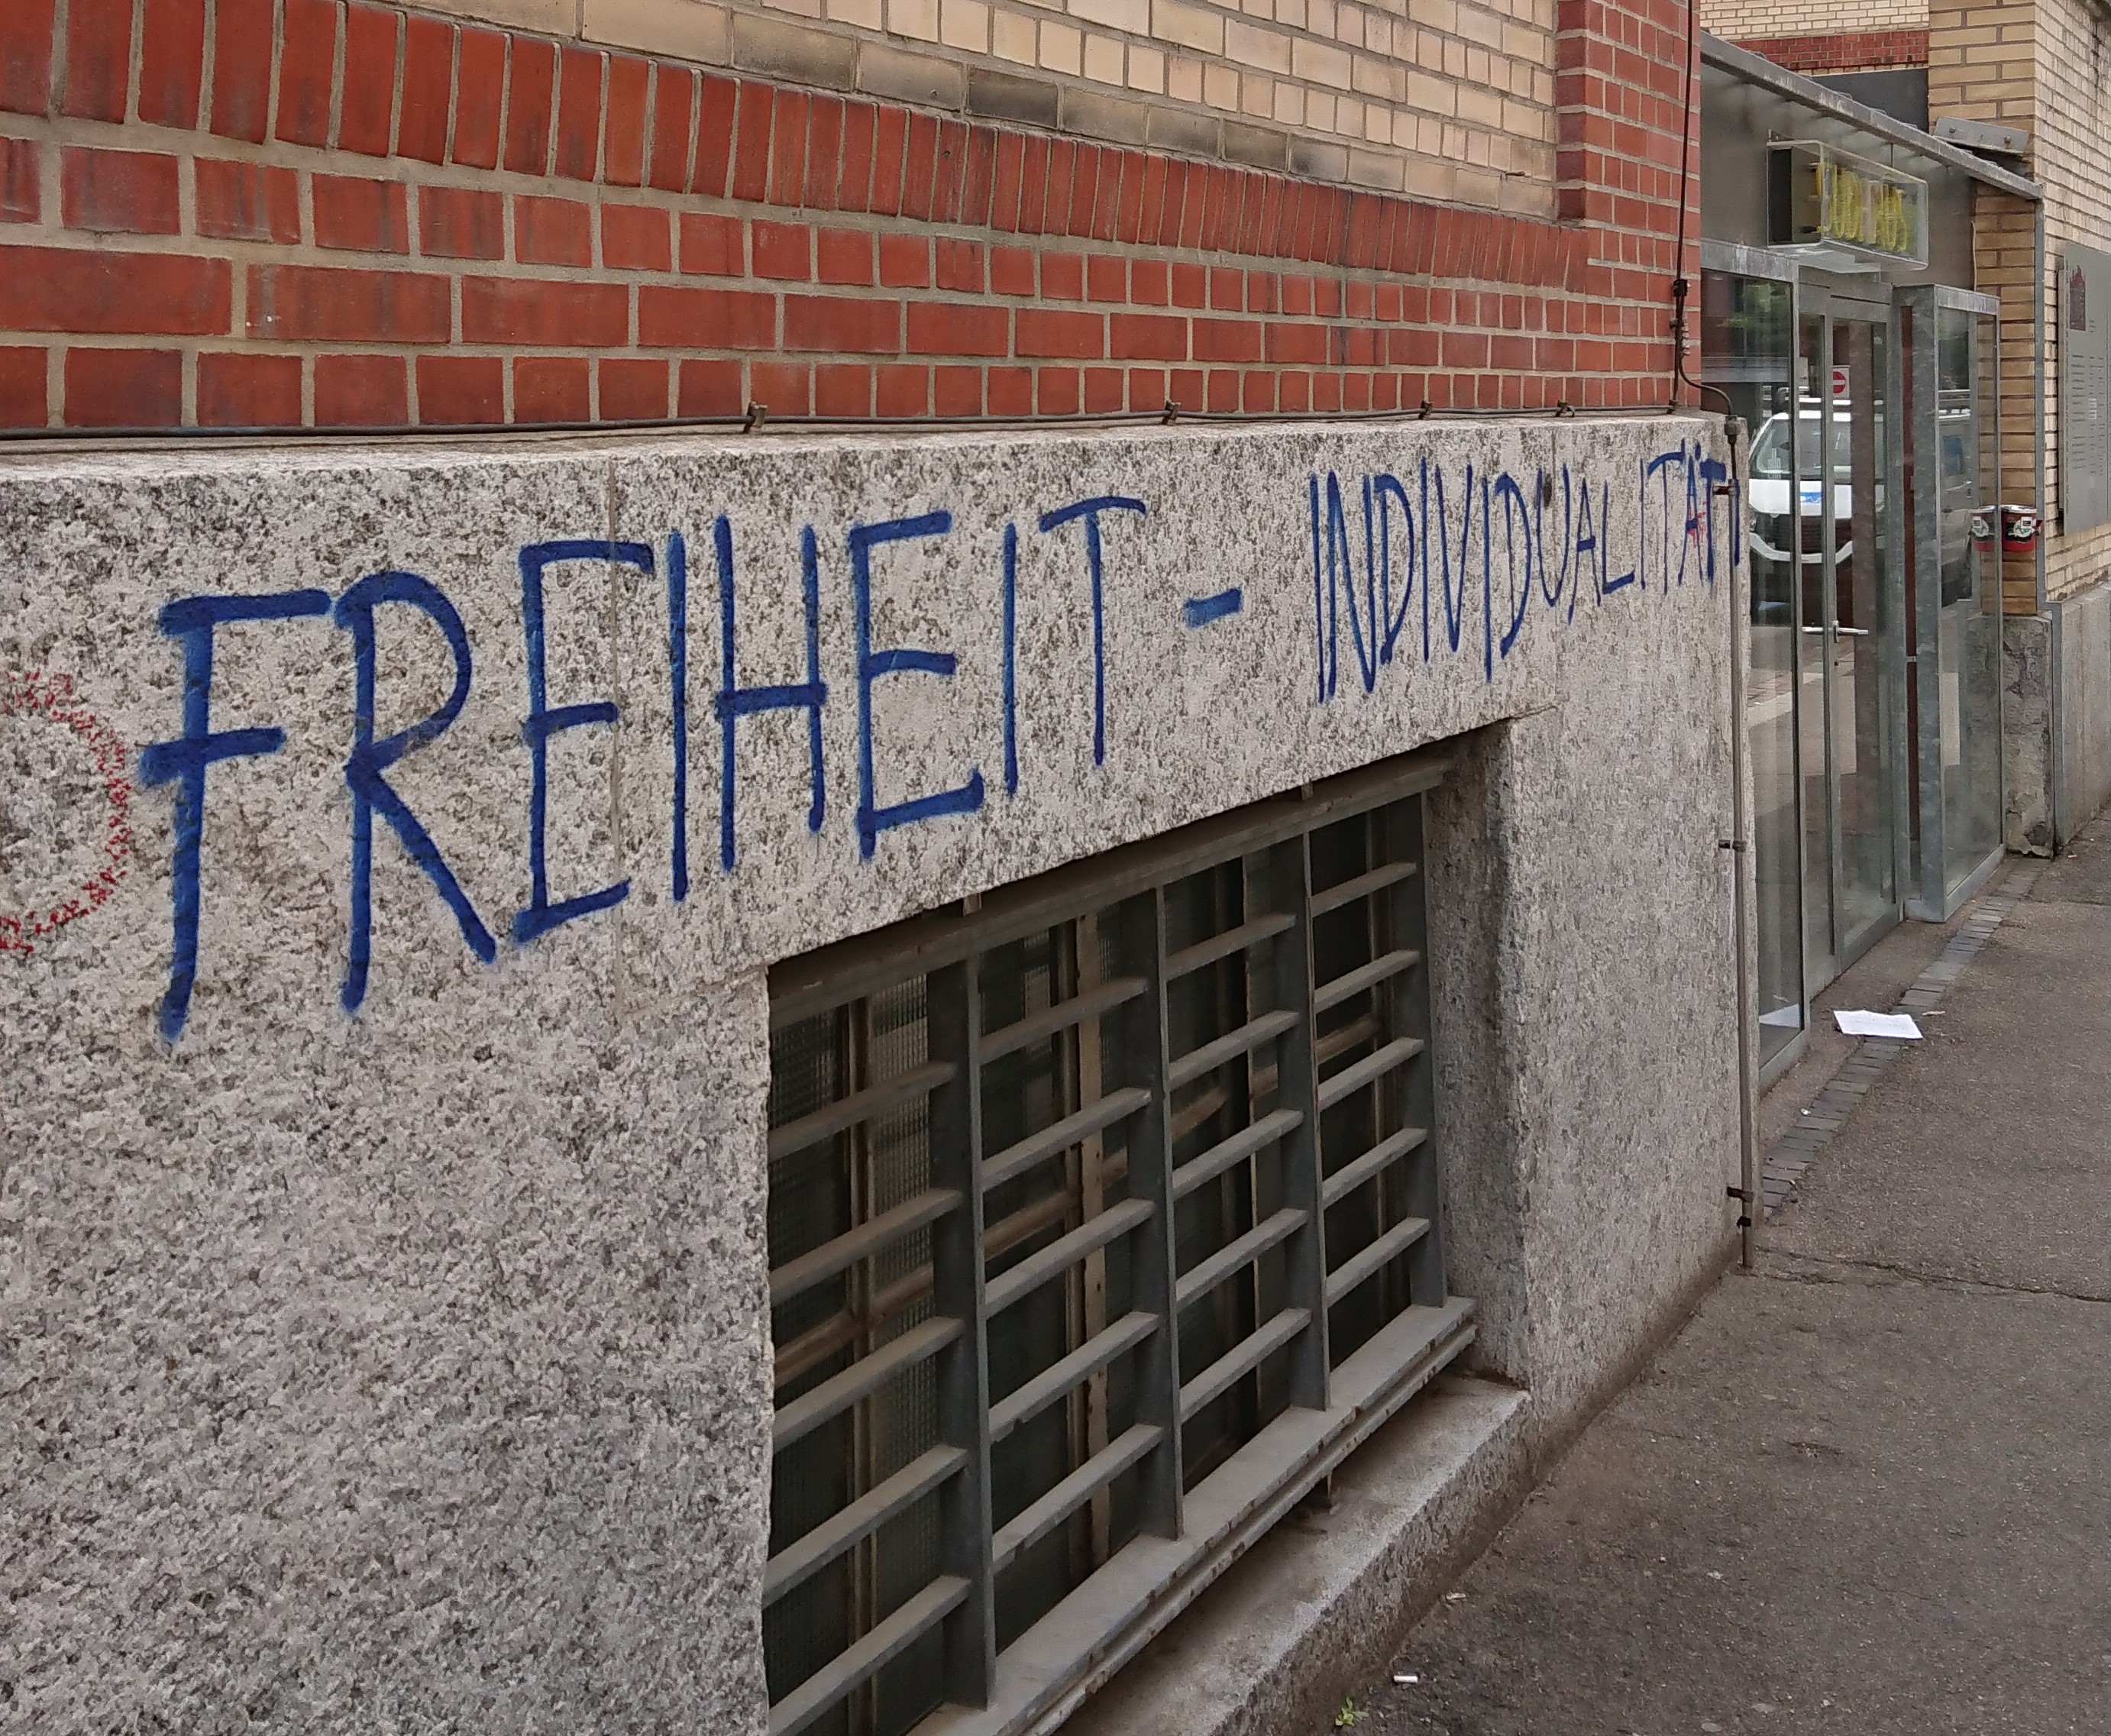 FREIHEIT - INDIVIDUALITÄT!